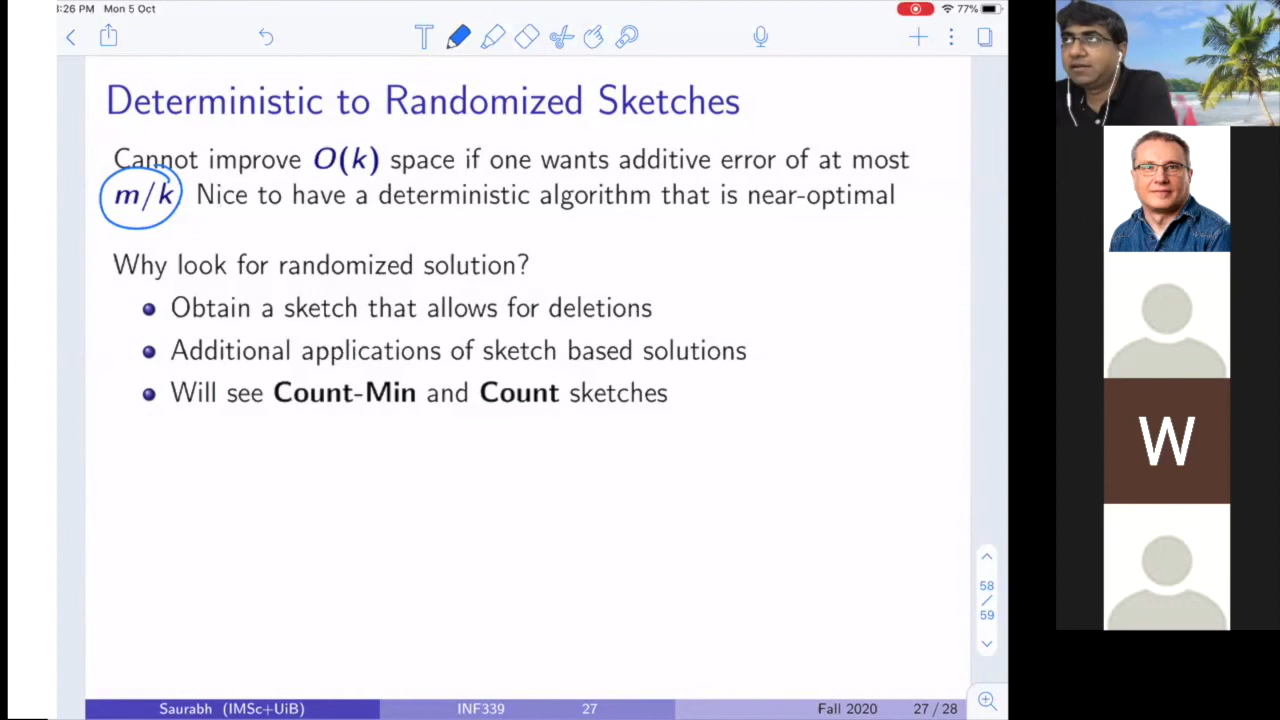 3:26 PM Mon 5 Oct
77%
Deterministic to Randomized Sketches
Cannot improve O(k) space if one wants additive error of at most
m/k Nice to have a deterministic algorithm that is near-optimal
Why look for randomized solution?
Obtain a sketch that allows for deletions
Additional applications of sketch based solutions
Will see Count-Min and Count sketches
W
58
/
59
Saurabh (IMSc+UiB) INF339 27 Fall 2020 27 / 28